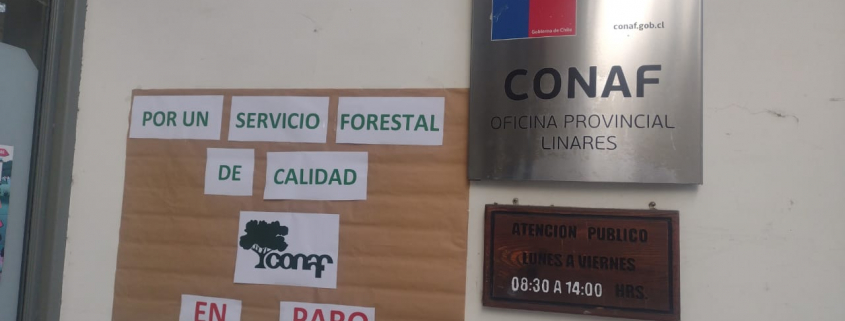 POR UN SERVICIO FORESTAL
DE CALIDAD
conaf
EN PARO
Gobierno de Chile
conaf.gob.cl
CONAF
OFICINA PROVINCIAL
LINARES
ATENCION PUBLICO
LUNES A VIERNES
08:30 A 14:00 HRS.